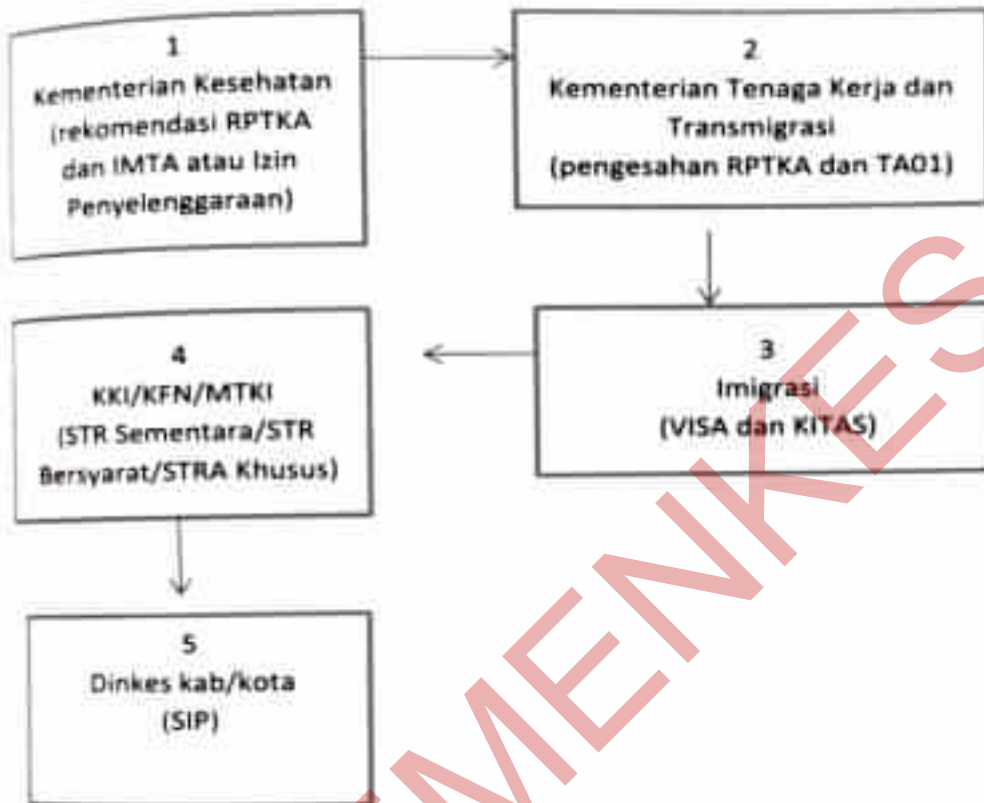 1
Kementerian Kesehatan
(rekomendasi RPTKA
dan IMTA atau Izin
Penyelenggaraan)
2
Kementerian Tenaga Kerja dan
Transmigrasi
(pengesahan RPTKA dan TA01)
3
Imigrasi
(VISA dan KITAS)
4
KKI/KFN/MTKI
(STR Sementara/STR
Bersyarat/STRA Khusus)
5
Dinkes kab/kota
(SIP)
MENKES